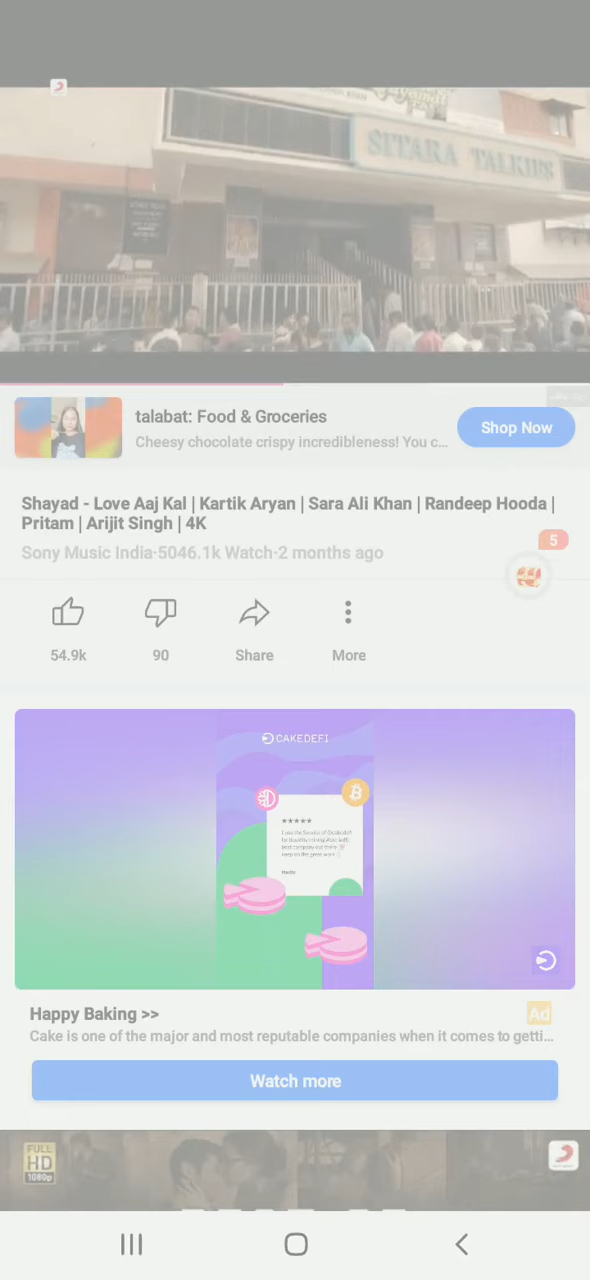 SITARA TALKIES
talabat: Food & Groceries
Cheesy chocolate crispy incredibleness! You c...
Shop Now
Shayad - Love Aaj Kal | Kartik Aryan | Sara Ali Khan | Randeep Hooda |
Pritam | Arijit Singh | 4K
Sony Music India·5046.1k Watch·2 months ago
5
54.9k
90
Share
More
CAKEDEFI
★★★★★
Happy Baking >>
Ad
Cake is one of the major and most reputable companies when it comes to getti...
Watch more
FULL
HD
1080p